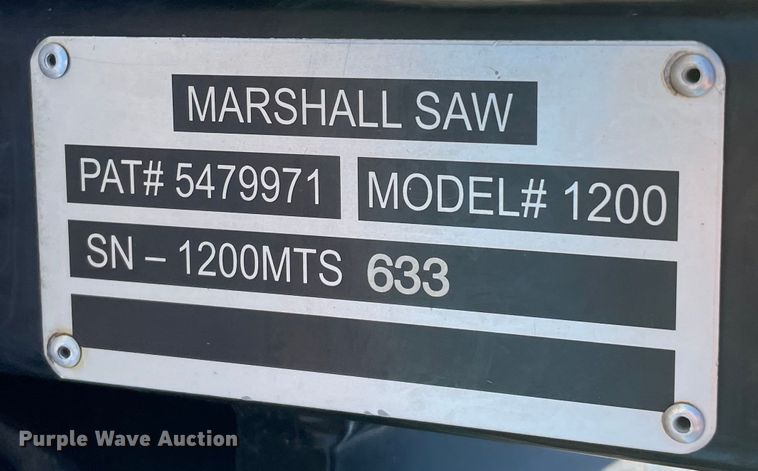 MARSHALL SAW
PAT# 5479971 MODEL# 1200
SN – 1200MTS 633
Purple Wave Auction